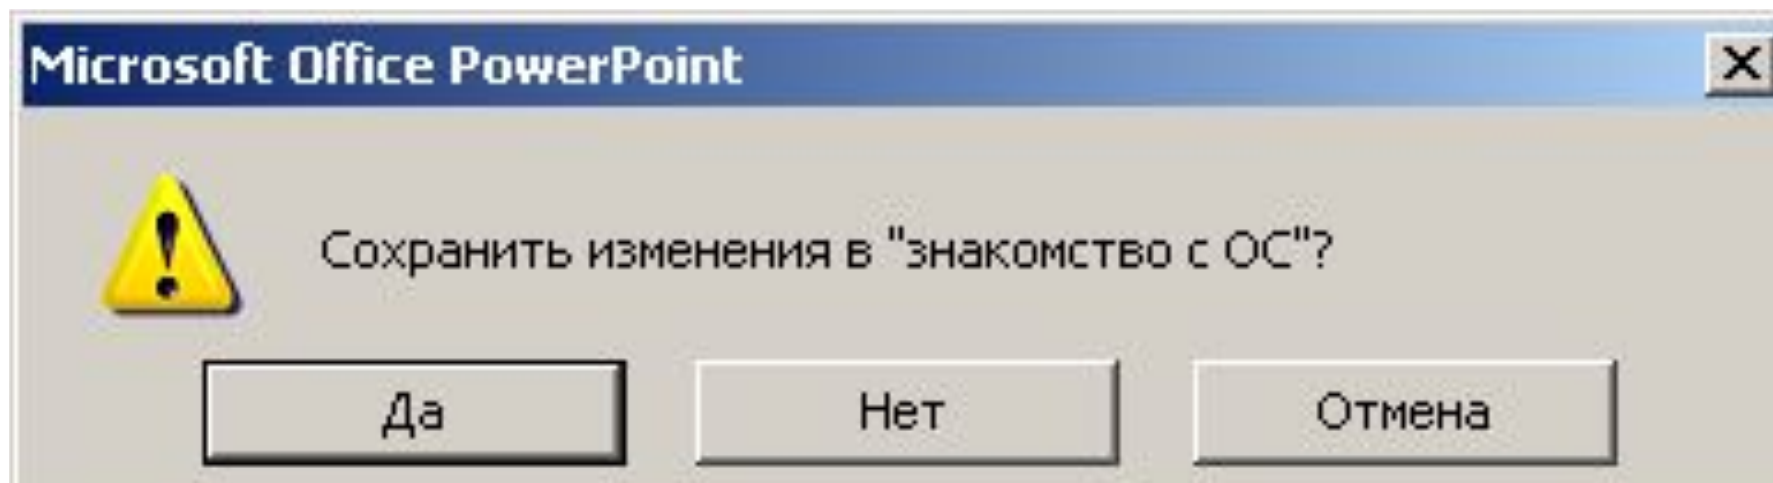 Microsoft Office PowerPoint
Сохранить изменения в "знакомство с ОС"?
Да Нет Отмена